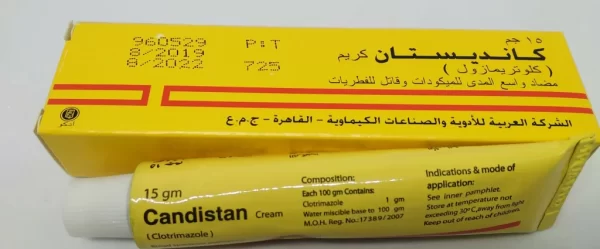 960529
8/2019
8/2022
P:T
725
١٥ جم
كانديستان كريم
( كلوتريمازول )
مضاد واسع المدى للميكودات وقاتل للفطريات
الشركة العربية للأدوية والصناعات الكيماوية - القاهرة - ج.م.ع
15 gm
Candistan Cream
(Clotrimazole)
Composition:
Each 100 gm Contains:
Clotrimazole 1 gm
Water miscible base to 100 gm
M.O.H. Reg. No.:17389/2007
Indications & mode of
application:
See inner pamphlet.
Store at temperature not
exceeding 30°C, away from light
Keep out of reach of children.